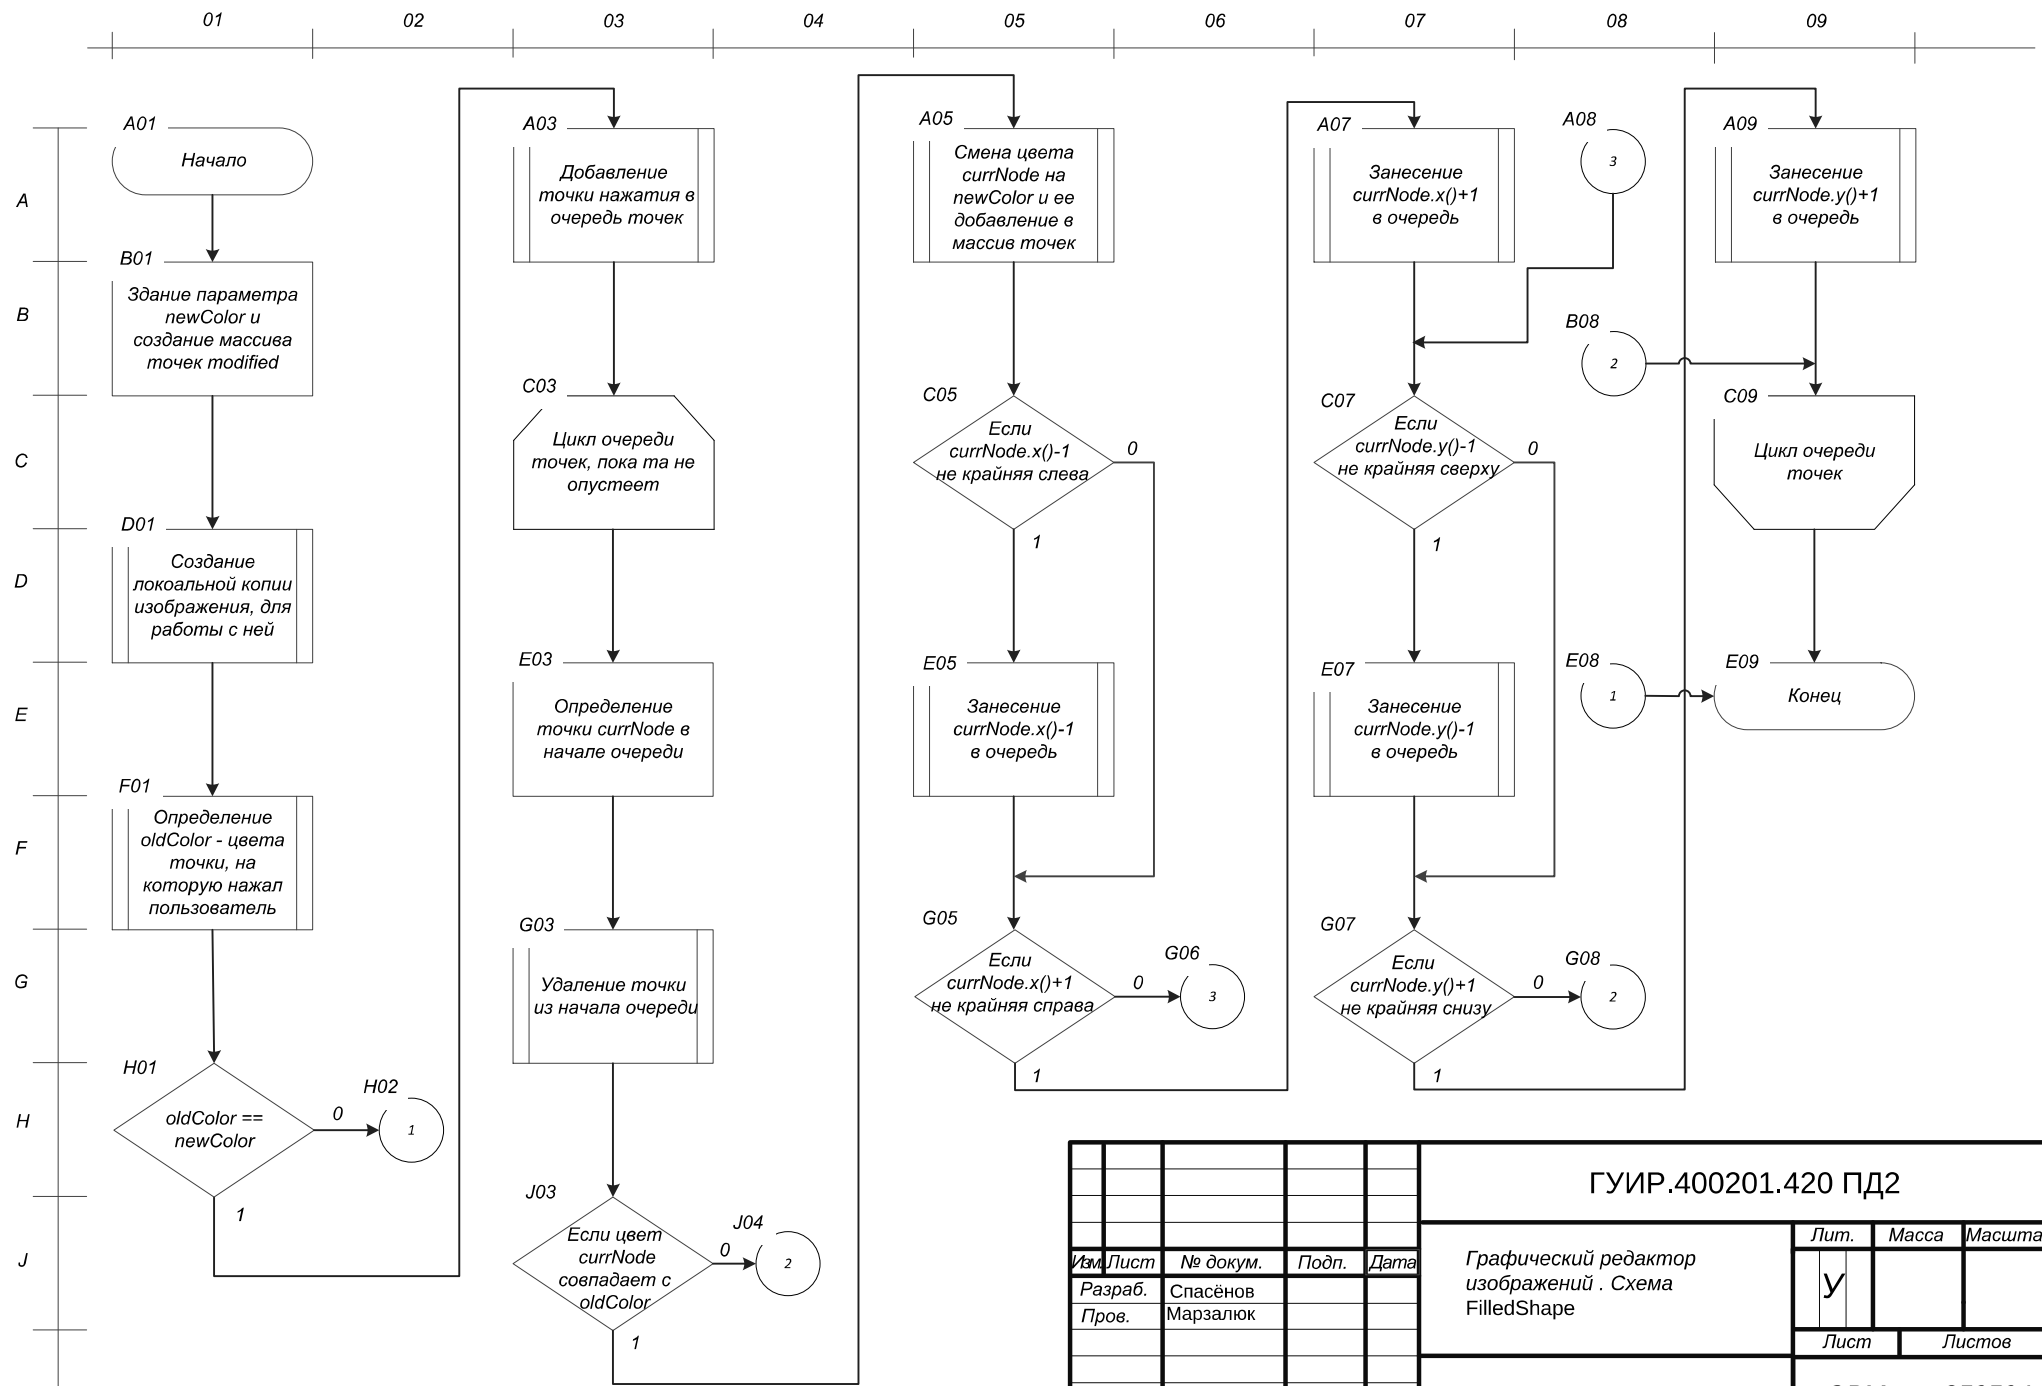 01 02 03 04 05 06 07 08 09
A
B
C
D
E
F
G
H
J
A01
Начало
B01
Здание параметра
newColor и
создание массива
точек modified
D01
Создание
локоальной копии
изображения, для
работы с ней
F01
Определение
oldColor - цвета
точки, на
которую нажал
пользователь
H01
oldColor ==
newColor
0
H02
1
1
A03
Добавление
точки нажатия в
очередь точек
C03
Цикл очереди
точек, пока та не
опустеет
E03
Определение
точки currNode в
начале очереди
G03
Удаление точки
из начала очереди
J03
Если цвет
currNode
совпадает с
oldColor
0
J04
2
1
A05
Смена цвета
currNode на
newColor и ее
добавление в
массив точек
C05
Если
currNode.x()-1
не крайняя слева
0
1
E05
Занесение
currNode.x()-1
в очередь
G05
Если
currNode.x()+1
не крайняя справа
0
G06
3
1
A07
Занесение
currNode.x()+1
в очередь
C07
Если
currNode.y()-1
не крайняя сверху
0
1
E07
Занесение
currNode.y()-1
в очередь
G07
Если
currNode.y()+1
не крайняя снизу
0
G08
2
1
A08
3
B08
2
E08
1
A09
Занесение
currNode.y()+1
в очередь
C09
Цикл очереди
точек
E09
Конец
ГУИР.400201.420 ПД2
Изм. Лист № докум. Подп. Дата
Разраб. Спасёнов
Пров. Марзалюк
Графический редактор
изображений . Схема
FilledShape
Лит. Масса Масшта
У
Лист Листов